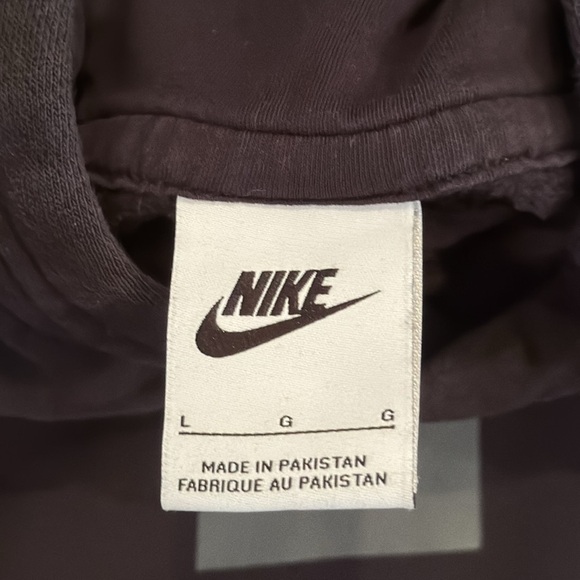 NIKE
L G G
MADE IN PAKISTAN
FABRIQUE AU PAKISTAN